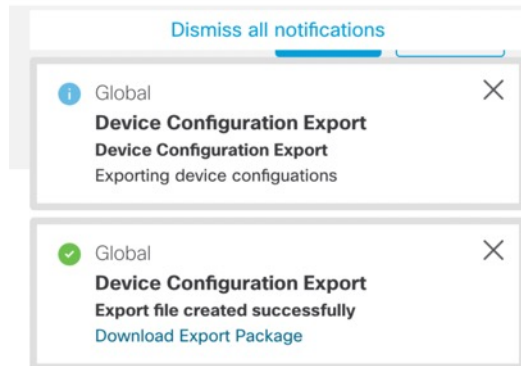 Dismiss all notifications
Global
Device Configuration Export
Device Configuration Export
Exporting device configuations
Global
Device Configuration Export
Export file created successfully
Download Export Package